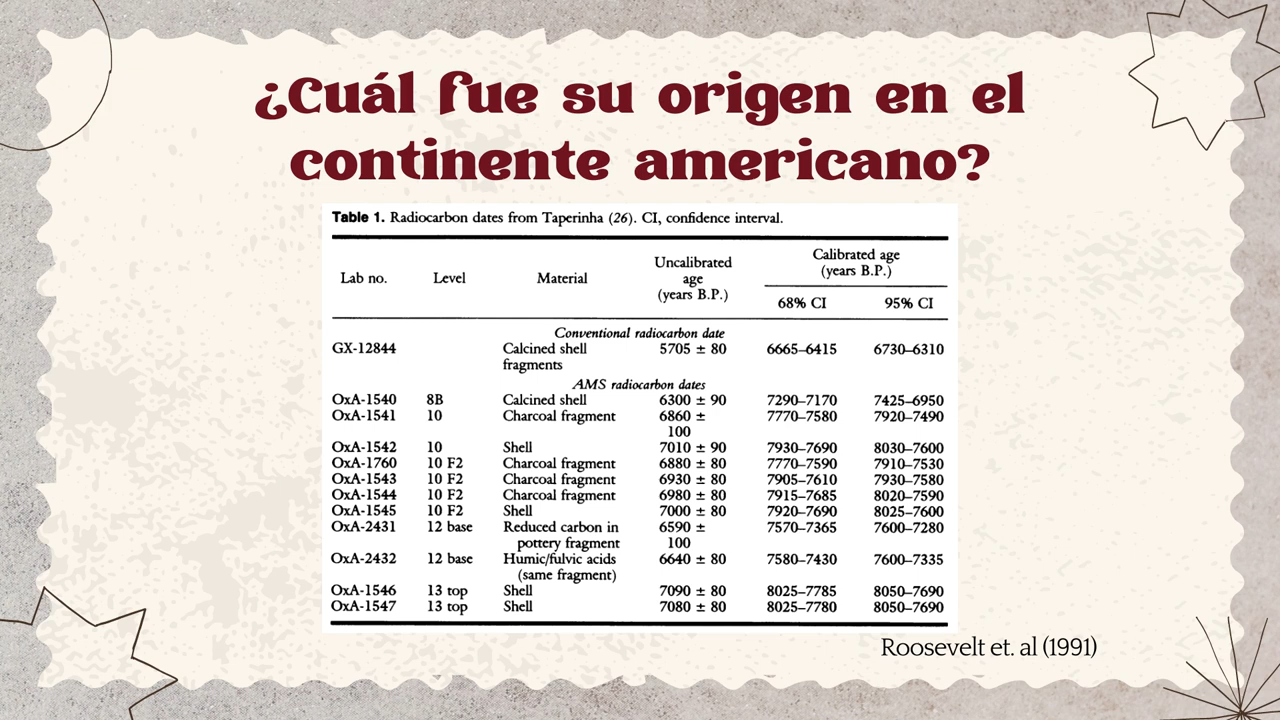 ¿Cuál fue su origen en el
continente americano?
Table 1. Radiocarbon dates from Taperinha (26). CI, confidence interval.
Calibrated age
Uncalibrated
(years B.P.)
Lab no. Level Material age
(years B.P.)
68% CI 95% CI
Conventional radiocarbon date
GX-12844 Calcined shell 5705 ± 80 6665–6415 6730–6310
fragments
AMS radiocarbon dates
OxA-1540 8B Calcined shell 6300 ± 90 7290–7170 7425–6950
OxA-1541 10 Charcoal fragment 6860 ± 7770–7580 7920–7490
100
OxA-1542 10 Shell 7010 ± 90 7930–7690 8030–7600
OxA-1760 10 F2 Charcoal fragment 6880 ± 80 7770–7590 7910–7530
OxA-1543 10 F2 Charcoal fragment 6930 ± 80 7905–7610 7930–7580
OxA-1544 10 F2 Charcoal fragment 6980 ± 80 7915–7685 8020–7590
OxA-1545 10 F2 Shell 7000 ± 80 7920–7690 8025–7600
OxA-2431 12 base Reduced carbon in 6590 ± 7570–7365 7600–7280
pottery fragment 100
OxA-2432 12 base Humic/fulvic acids 6640 ± 80 7580–7430 7600–7335
(same fragment)
OxA-1546 13 top Shell 7090 ± 80 8025–7785 8050–7690
OxA-1547 13 top Shell 7080 ± 80 8025–7780 8050–7690
Roosevelt et. al (1991)